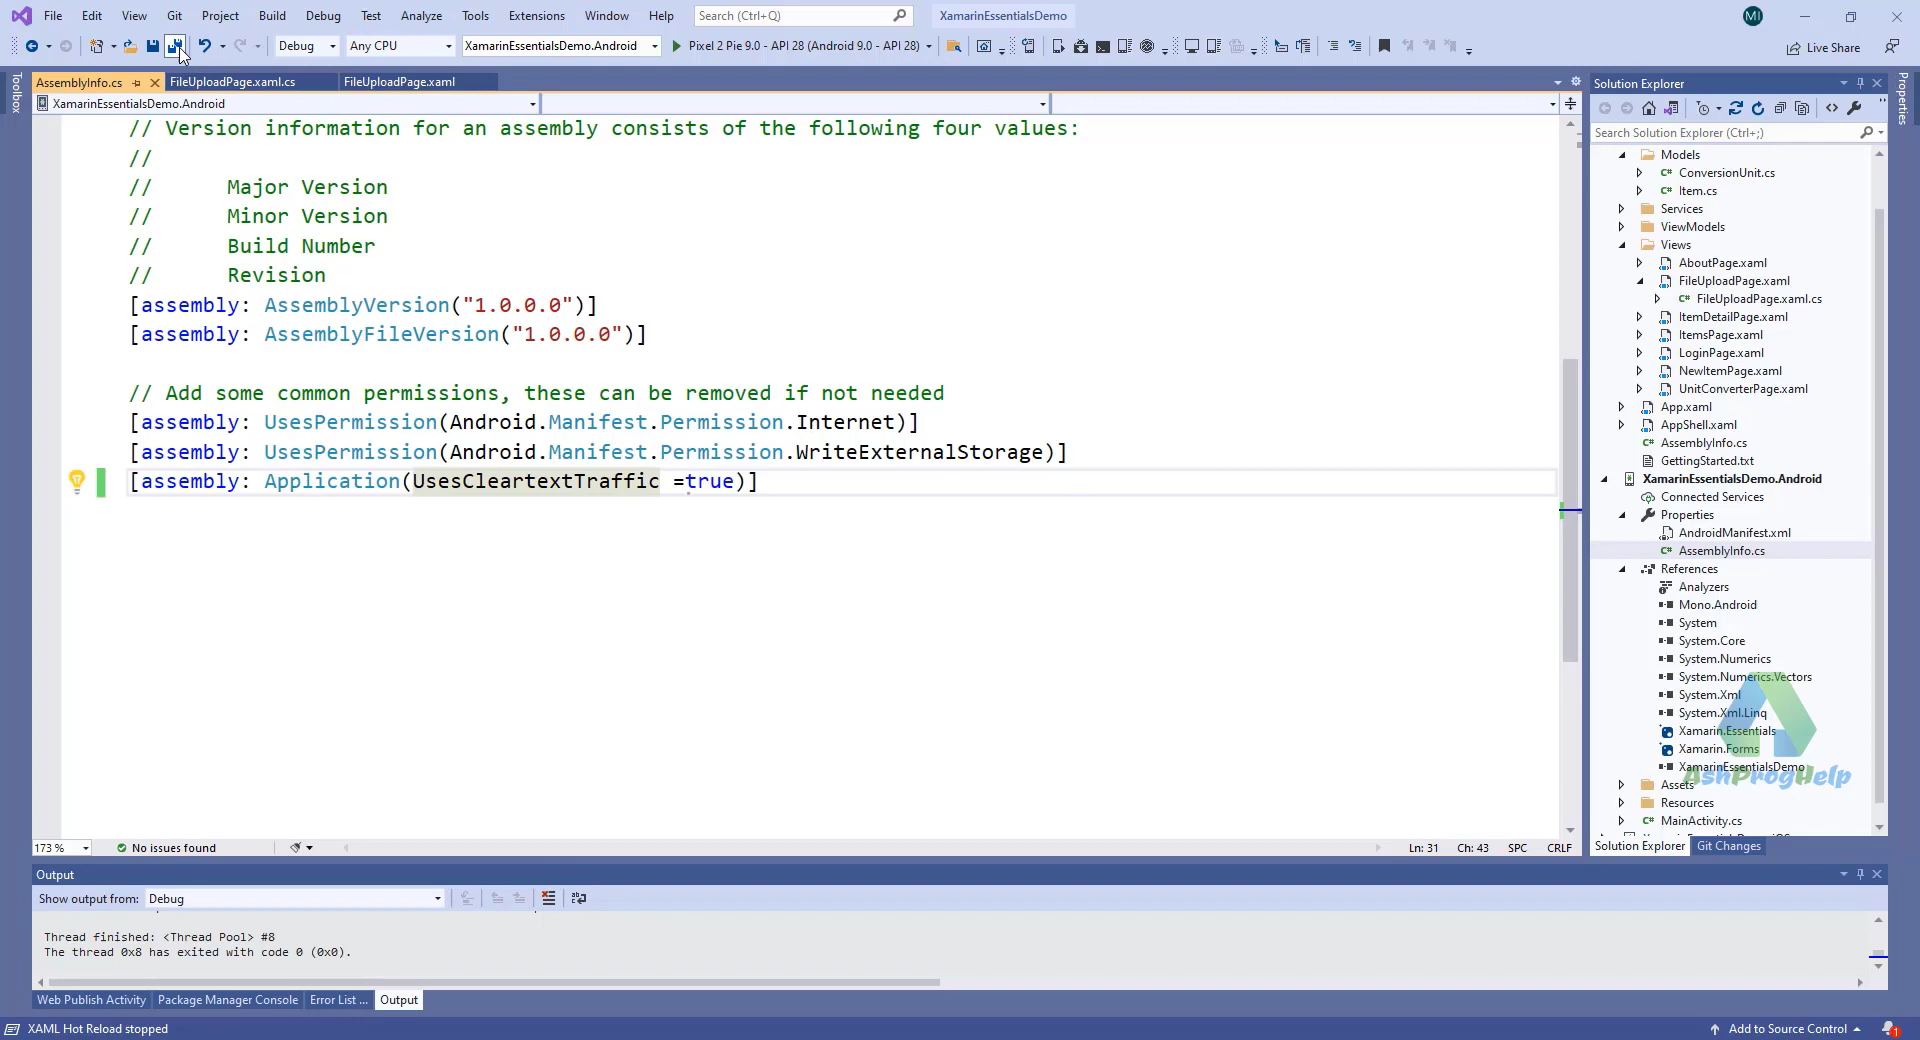 File Edit View Git Project Build Debug Test Analyze Tools Extensions Window Help Search (Ctrl+Q) XamarinEssentialsDemo MI
Debug Any CPU XamarinEssentialsDemo.Android Pixel 2 Pie 9.0 - API 28 (Android 9.0 - API 28) Live Share
Toolbox
AssemblyInfo.cs FileUploadPage.xaml.cs FileUploadPage.xaml
XamarinEssentialsDemo.Android
// Version information for an assembly consists of the following four values:
//
// Major Version
// Minor Version
// Build Number
// Revision
[assembly: AssemblyVersion("1.0.0.0")]
[assembly: AssemblyFileVersion("1.0.0.0")]
// Add some common permissions, these can be removed if not needed
[assembly: UsesPermission(Android.Manifest.Permission.Internet)]
[assembly: UsesPermission(Android.Manifest.Permission.WriteExternalStorage)]
[assembly: Application(UsesCleartextTraffic =true)]
173 % No issues found Ln: 31 Ch: 43 SPC CRLF
Solution Explorer
Properties
Search Solution Explorer (Ctrl+;)
Models
ConversionUnit.cs
Item.cs
Services
ViewModels
Views
AboutPage.xaml
FileUploadPage.xaml
FileUploadPage.xaml.cs
ItemDetailPage.xaml
ItemsPage.xaml
LoginPage.xaml
NewItemPage.xaml
UnitConverterPage.xaml
App.xaml
AppShell.xaml
AssemblyInfo.cs
GettingStarted.txt
XamarinEssentialsDemo.Android
Connected Services
Properties
AndroidManifest.xml
AssemblyInfo.cs
References
Analyzers
Mono.Android
System
System.Core
System.Numerics
System.Numerics.Vectors
System.Xml
System.Xml.Linq
Xamarin.Essentials
Xamarin.Forms
XamarinEssentialsDemo
AshProgHelp
Assets
Resources
MainActivity.cs
Solution Explorer Git Changes
Output
Show output from: Debug
Thread finished: <Thread Pool> #8
The thread 0x8 has exited with code 0 (0x0).
Web Publish Activity Package Manager Console Error List ... Output
XAML Hot Reload stopped Add to Source Control 1